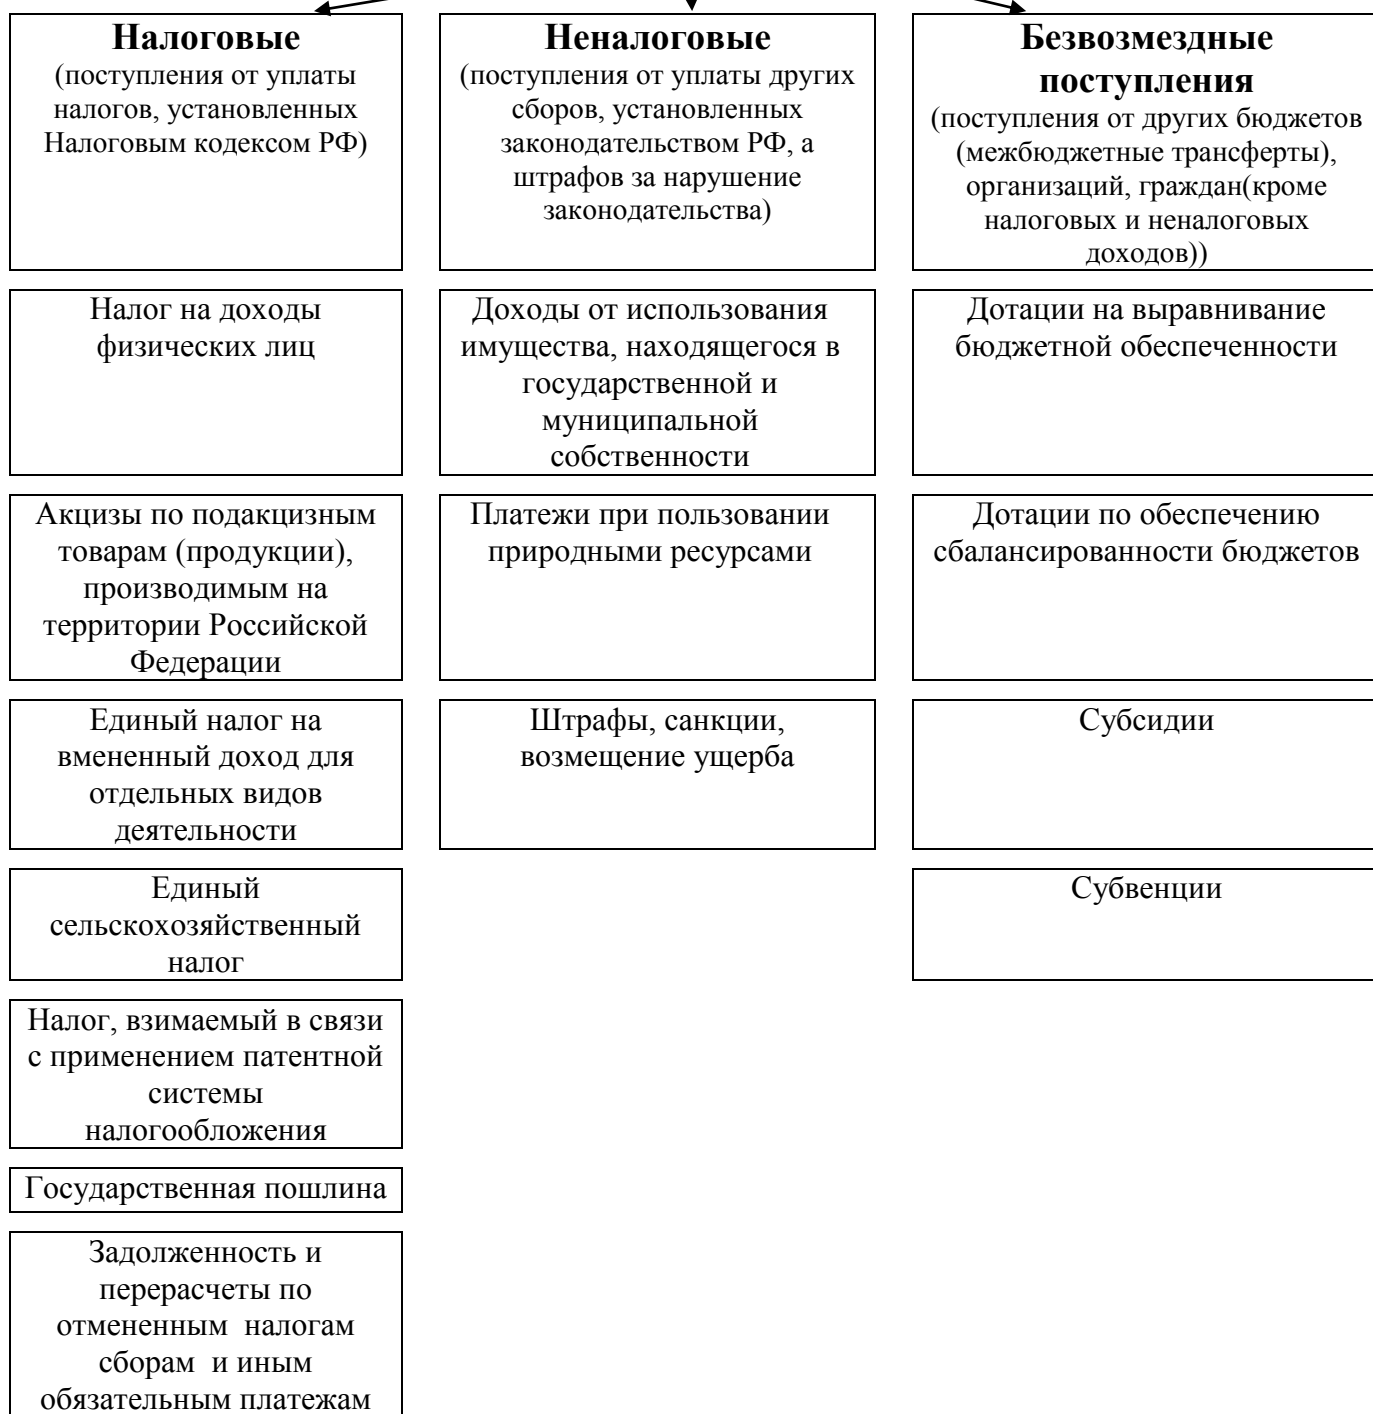 Налоговые
(поступления от уплаты
налогов, установленных
Налоговым кодексом РФ)
Неналоговые
(поступления от уплаты других
сборов, установленных
законодательством РФ, а
штрафов за нарушение
законодательства)
Безвозмездные
поступления
(поступления от других бюджетов
(межбюджетные трансферты),
организаций, граждан(кроме
налоговых и неналоговых
доходов))
Налог на доходы
физических лиц
Доходы от использования
имущества, находящегося в
государственной и
муниципальной
собственности
Дотации на выравнивание
бюджетной обеспеченности
Акцизы по подакцизным
товарам (продукции),
производимым на
территории Российской
Федерации
Платежи при пользовании
природными ресурсами
Дотации по обеспечению
сбалансированности бюджетов
Единый налог на
вмененный доход для
отдельных видов
деятельности
Штрафы, санкции,
возмещение ущерба
Субсидии
Единый
сельскохозяйственный
налог
Субвенции
Налог, взимаемый в связи
с применением патентной
системы
налогообложения
Государственная пошлина
Задолженность и
перерасчеты по
отмененным  налогам
сборам  и иным
обязательным платежам